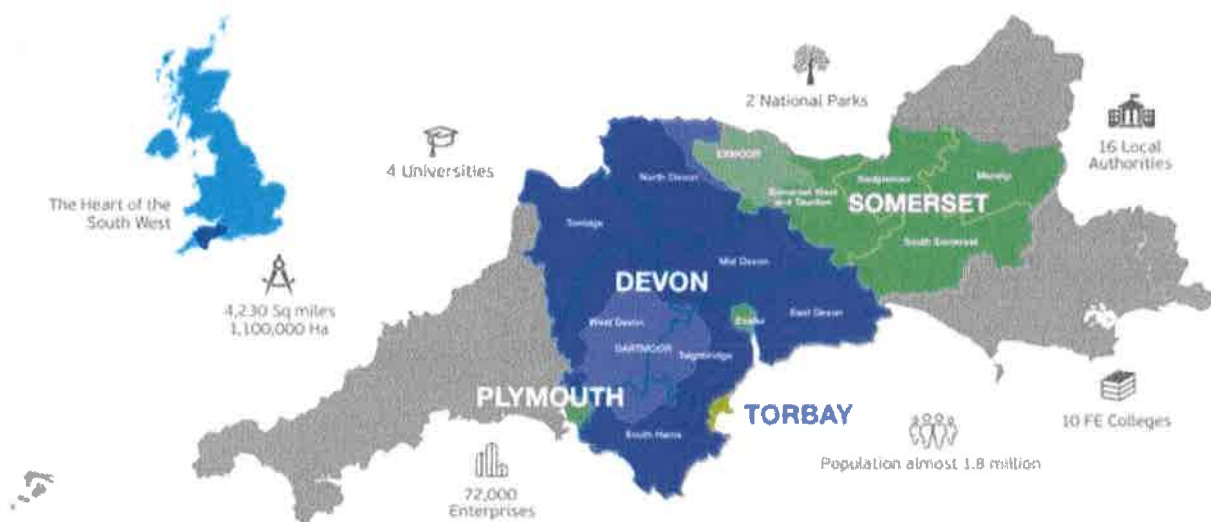 2 National Parks
4 Universities
16 Local
Authorities
The Heart of the
South West
EXMOOR
North Devon
Sedgemoor
Mendip
Somerset West
and Taunton
SOMERSET
Torridge
South Somerset
Mid Devon
DEVON
4,230 Sq miles
1,100,000 Ha
West Devon
Exeter
East Devon
DARTMOOR
Teignbridge
PLYMOUTH
TORBAY
10 FE Colleges
South Hams
Population almost 1.8 million
72,000
Enterprises